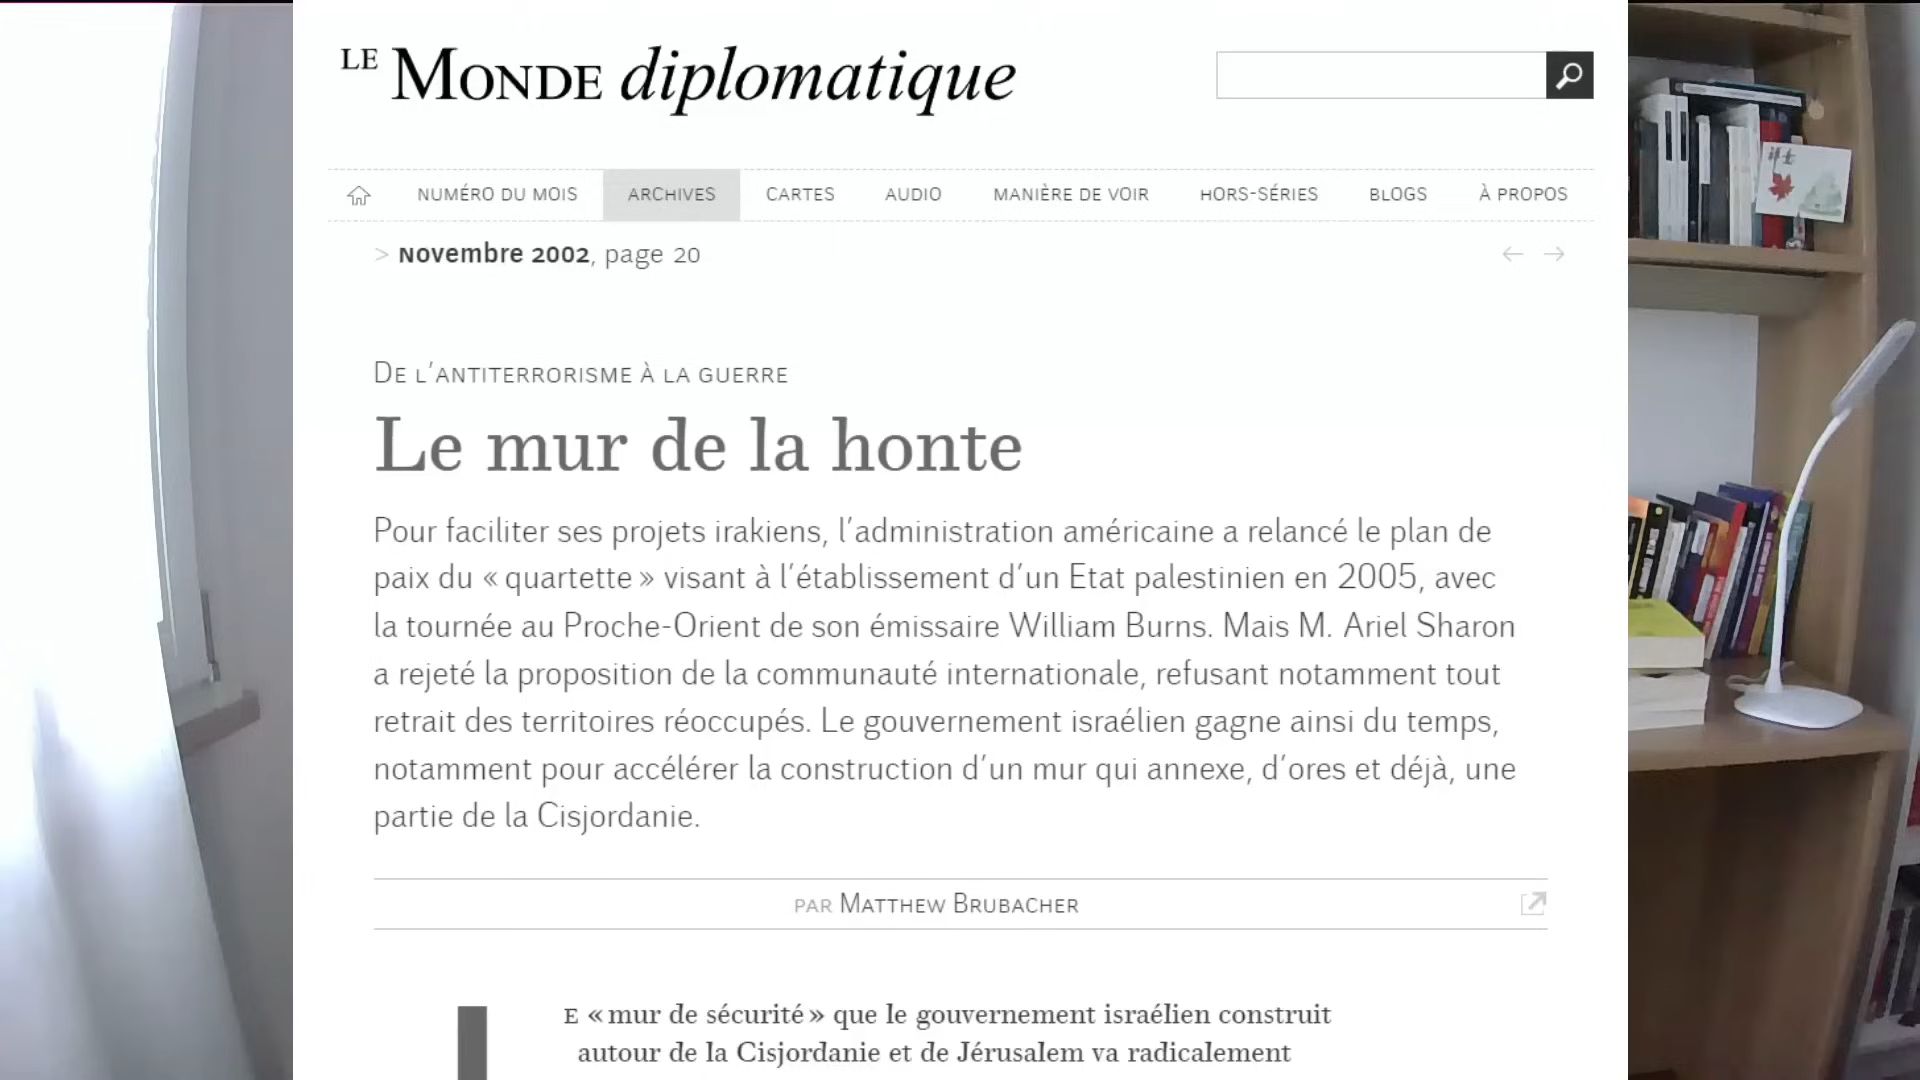 LE MONDE diplomatique
NUMÉRO DU MOIS
ARCHIVES
CARTES
AUDIO
MANIÈRE DE VOIR
HORS-SÉRIES
BLOGS
À PROPOS
> Novembre 2002, page 20
DE L’ANTITERRORISME À LA GUERRE
Le mur de la honte
Pour faciliter ses projets irakiens, l’administration américaine a relancé le plan de
paix du « quartette » visant à l’établissement d’un Etat palestinien en 2005, avec
la tournée au Proche-Orient de son émissaire William Burns. Mais M. Ariel Sharon
a rejeté la proposition de la communauté internationale, refusant notamment tout
retrait des territoires réoccupés. Le gouvernement israélien gagne ainsi du temps,
notamment pour accélérer la construction d’un mur qui annexe, d’ores et déjà, une
partie de la Cisjordanie.
PAR MATTHEW BRUBACHER
E « mur de sécurité » que le gouvernement israélien construit
autour de la Cisjordanie et de Jérusalem va radicalement